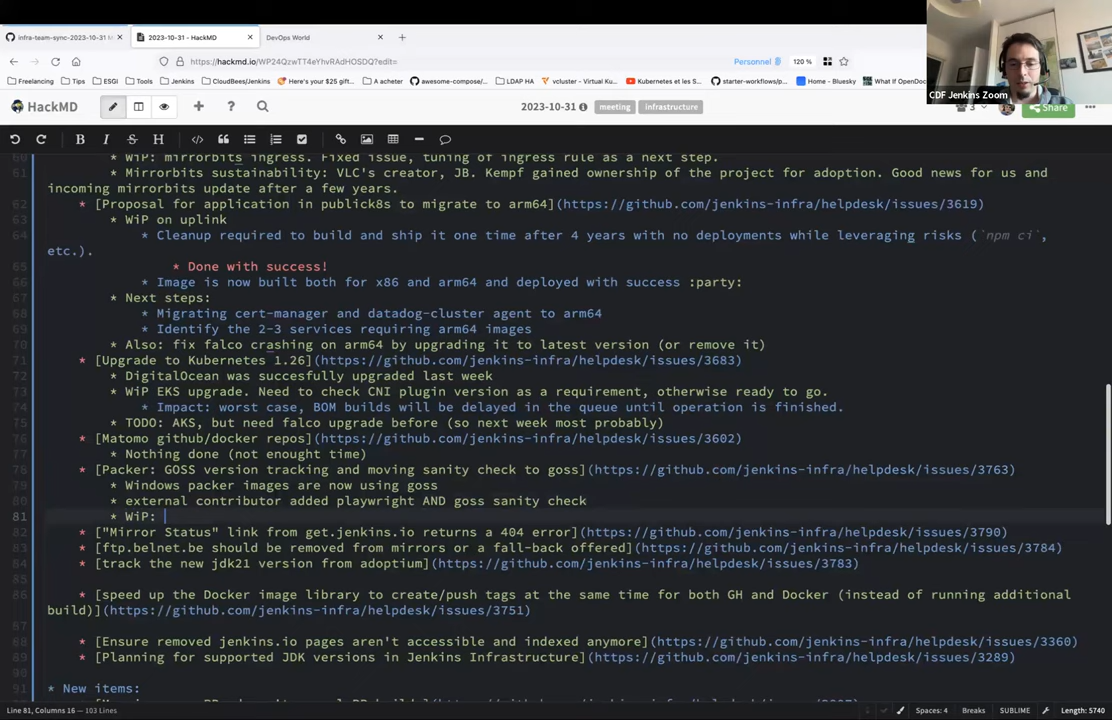 infra-team-sync-2023-10-31 M
2023-10-31 - HackMD
DevOps World
https://hackmd.io/WP24QzwTT4eYhvRAdHOSDQ?edit=
Personnel
120 %
Freelancing
Tips
ESGI
Tools
Jenkins
CloudBees/Jenkins
Here's your $25 gift...
A acheter
awesome-compose/...
LDAP HA
vcluster - Virtual Ku...
Kubernetes et les S...
starter-workflows/p...
Home - Bluesky
What If OpenDoc
CDF Jenkins Zoom
HackMD
2023-10-31
meeting
infrastructure
3
Share
60 * WiP: mirrorbits ingress. Fixed issue, tuning of ingress rule as a next step.
61 * Mirrorbits sustainability: VLC's creator, JB. Kempf gained ownership of the project for adoption. Good news for us and
incoming mirrorbits update after a few years.
62 * [Proposal for application in publick8s to migrate to arm64](https://github.com/jenkins-infra/helpdesk/issues/3619)
63 * WiP on uplink
64 * Cleanup required to build and ship it one time after 4 years with no deployments while leveraging risks (`npm ci`,
etc.).
65 * Done with success!
66 * Image is now built both for x86 and arm64 and deployed with success :party:
67 * Next steps:
68 * Migrating cert-manager and datadog-cluster agent to arm64
69 * Identify the 2-3 services requiring arm64 images
70 * Also: fix falco crashing on arm64 by upgrading it to latest version (or remove it)
71 * [Upgrade to Kubernetes 1.26](https://github.com/jenkins-infra/helpdesk/issues/3683)
72 * DigitalOcean was succesfully upgraded last week
73 * WiP EKS upgrade. Need to check CNI plugin version as a requirement, otherwise ready to go.
74 * Impact: worst case, BOM builds will be delayed in the queue until operation is finished.
75 * TODO: AKS, but need falco upgrade before (so next week most probably)
76 * [Matomo github/docker repos](https://github.com/jenkins-infra/helpdesk/issues/3602)
77 * Nothing done (not enought time)
78 * [Packer: GOSS version tracking and moving sanity check to goss](https://github.com/jenkins-infra/helpdesk/issues/3763)
79 * Windows packer images are now using goss
80 * external contributor added playwright AND goss sanity check
81 * WiP:
82 * ["Mirror Status" link from get.jenkins.io returns a 404 error](https://github.com/jenkins-infra/helpdesk/issues/3790)
83 * [ftp.belnet.be should be removed from mirrors or a fall-back offered](https://github.com/jenkins-infra/helpdesk/issues/3784)
84 * [track the new jdk21 version from adoptium](https://github.com/jenkins-infra/helpdesk/issues/3783)
85
86 * [speed up the Docker image library to create/push tags at the same time for both GH and Docker (instead of running additional
build)](https://github.com/jenkins-infra/helpdesk/issues/3751)
87
88 * [Ensure removed jenkins.io pages aren't accessible and indexed anymore](https://github.com/jenkins-infra/helpdesk/issues/3360)
89 * [Planning for supported JDK versions in Jenkins Infrastructure](https://github.com/jenkins-infra/helpdesk/issues/3289)
90
91 * New items:
Line 81, Columns 16 — 103 Lines
Spaces: 4
Breaks
SUBLIME
Length: 5740